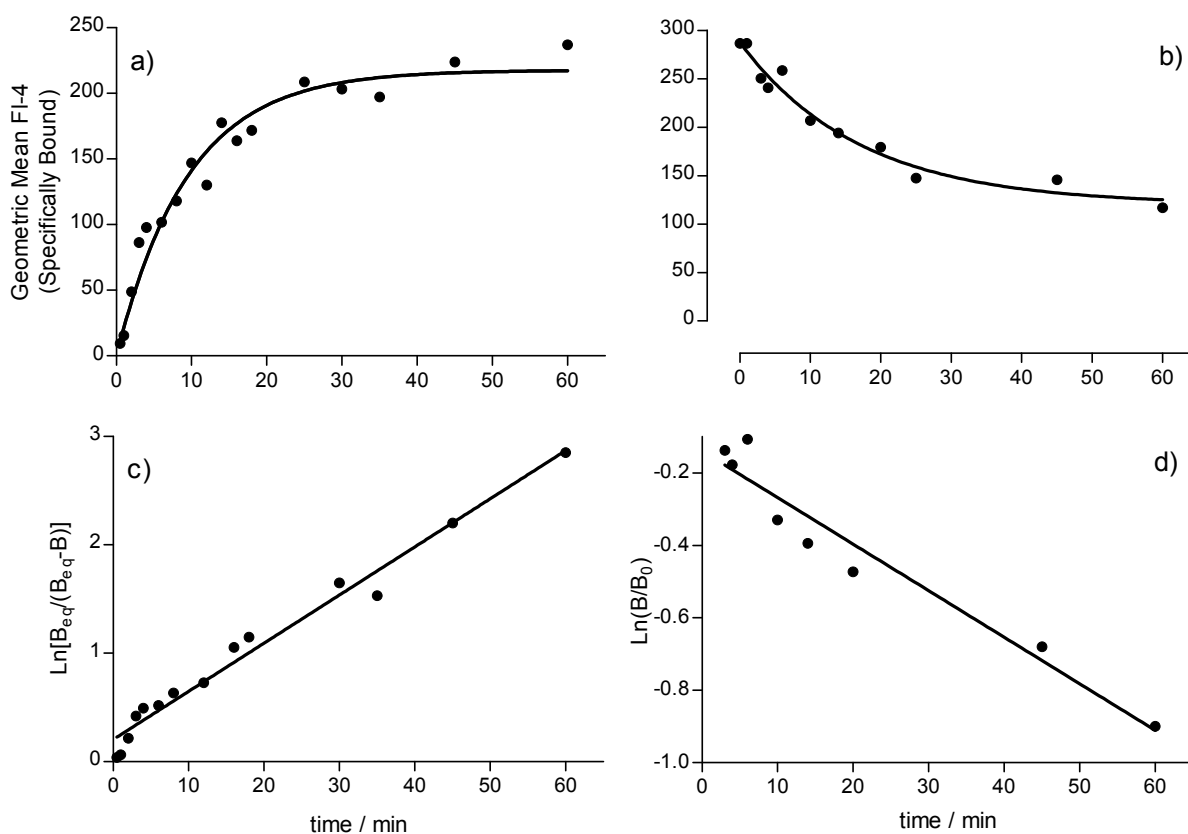 a)
250
200
150
100
50
0
0 10 20 30 40 50 60
Geometric Mean Fl-4
(Specifically Bound)
b)
300
250
200
150
100
50
0
0 10 20 30 40 50 60
c)
3
2
1
0
0 10 20 30 40 50 60
Ln[Beq/(Beq-B)]
time / min
d)
-0.2
-0.4
-0.6
-0.8
-1.0
0 10 20 30 40 50 60
Ln(B/B0)
time / min